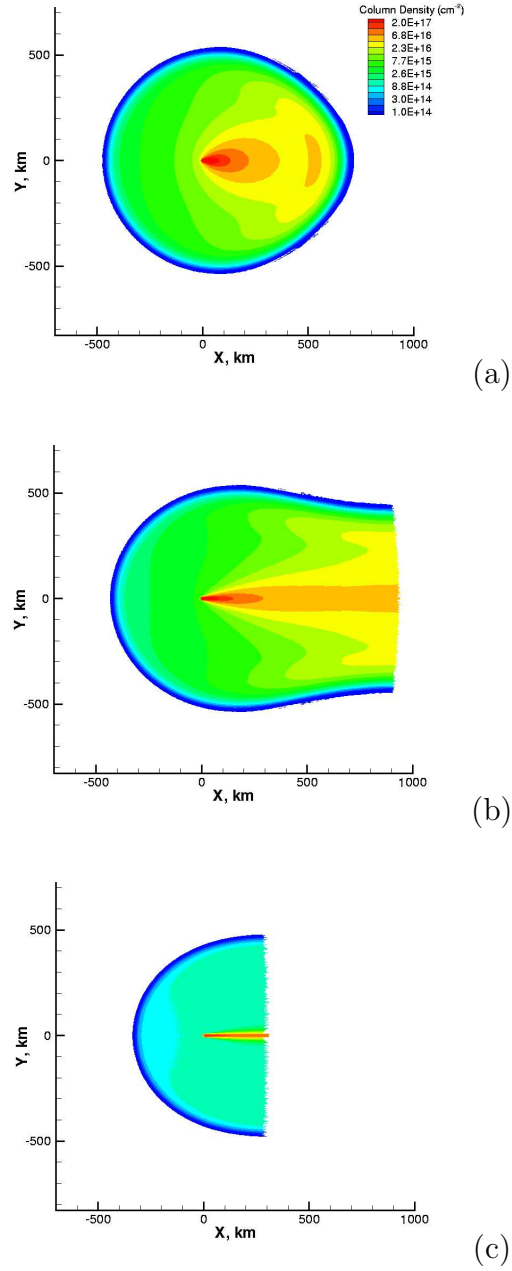 Column Density (cm⁻²)
2.0E+17
6.8E+16
2.3E+16
7.7E+15
2.6E+15
8.8E+14
3.0E+14
1.0E+14
500
0
-500
Y, km
-500
0
500
1000
X, km
(a)
500
0
-500
Y, km
-500
0
500
1000
X, km
(b)
500
0
-500
Y, km
-500
0
500
1000
X, km
(c)